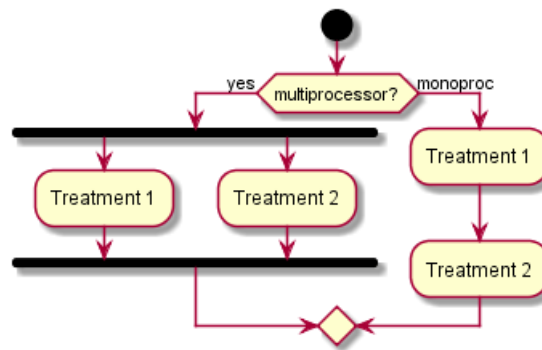 yes
multiprocessor?
monoproc
Treatment 1
Treatment 2
Treatment 1
Treatment 2